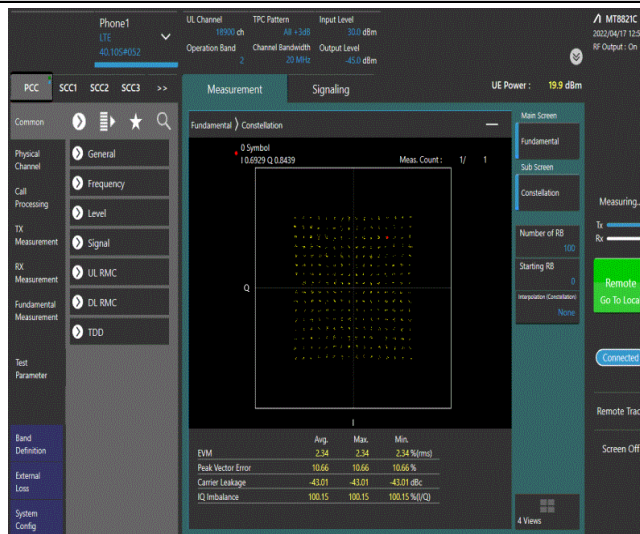 Phone1
LTE
40.10S#052
UL Channel
18900 ch
TPC Pattern
All +3dB
Input Level
30.0 dBm
Operation Band
2
Channel Bandwidth
20 MHz
Output Level
-45.0 dBm
MT8821C
2022/04/17 12:5
RF Output : On
PCC SCC1 SCC2 SCC3 >>
Measurement
Signaling
UE Power : 19.9 dBm
Common
Physical
Channel
Call
Processing
TX
Measurement
RX
Measurement
Fundamental
Measurement
Test
Parameter
Band
Definition
External
Loss
System
Config
General
Frequency
Level
Signal
UL RMC
DL RMC
TDD
Fundamental Constellation
0 Symbol
I 0.6929 Q 0.8439
Meas. Count : 1/ 1
Q
I
Avg. Max. Min.
EVM 2.34 2.34 2.34 %(rms)
Peak Vector Error 10.66 10.66 10.66 %
Carrier Leakage -43.01 -43.01 -43.01 dBc
IQ Imbalance 100.15 100.15 100.15 %(I/Q)
Main Screen
Fundamental
Sub Screen
Constellation
Number of RB
100
Starting RB
0
Interpolation (Constellation)
None
4 Views
Measuring..
Tx
Rx
Remote
Go To Loca
Connected
Remote Trac
Screen Off